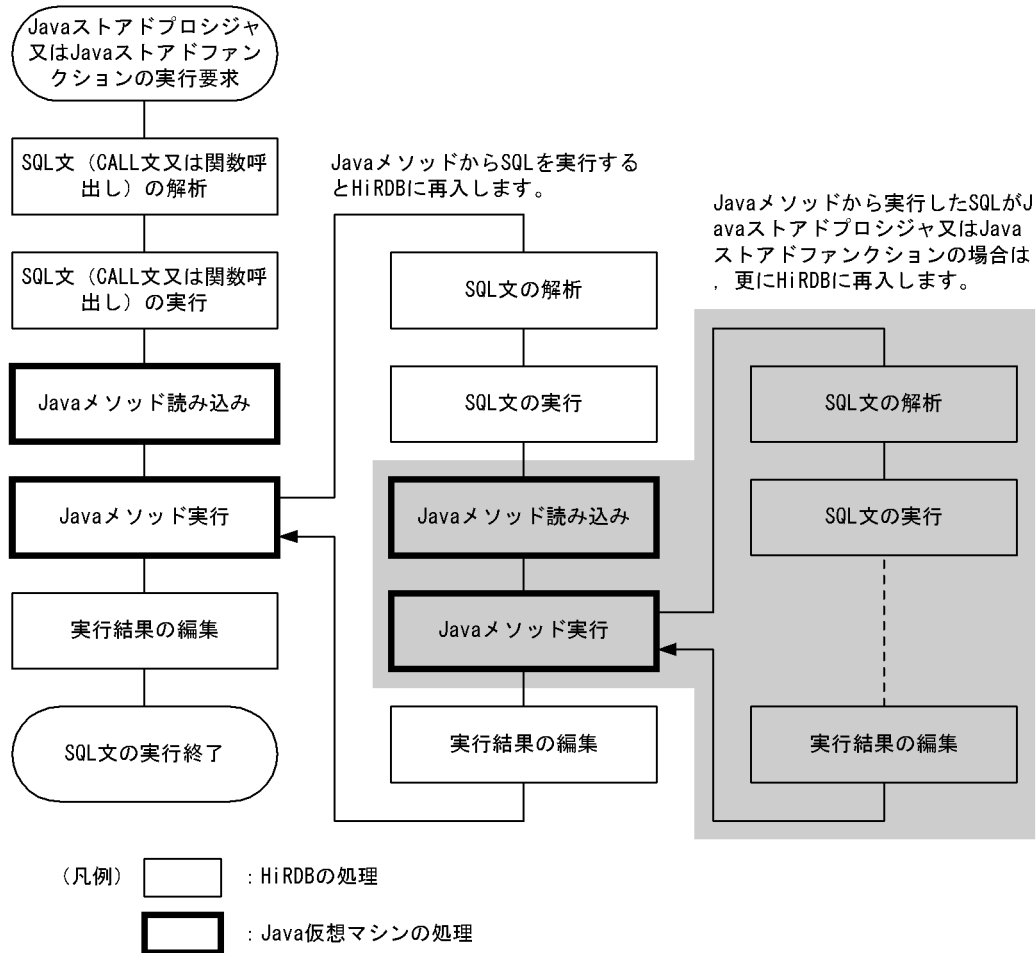 Javaストアドプロシジャ
又はJavaストアドファン
クションの実行要求
SQL文（CALL文又は関数呼
出し）の解析
SQL文（CALL文又は関数呼
出し）の実行
Javaメソッド読み込み
Javaメソッド実行
実行結果の編集
SQL文の実行終了
JavaメソッドからSQLを実行する
とHiRDBに再入します。
SQL文の解析
SQL文の実行
Javaメソッド読み込み
Javaメソッド実行
実行結果の編集
Javaメソッドから実行したSQLがJ
avaストアドプロシジャ又はJava
ストアドファンクションの場合は
，更にHiRDBに再入します。
SQL文の解析
SQL文の実行
実行結果の編集
（凡例）
：HiRDBの処理
：Java仮想マシンの処理